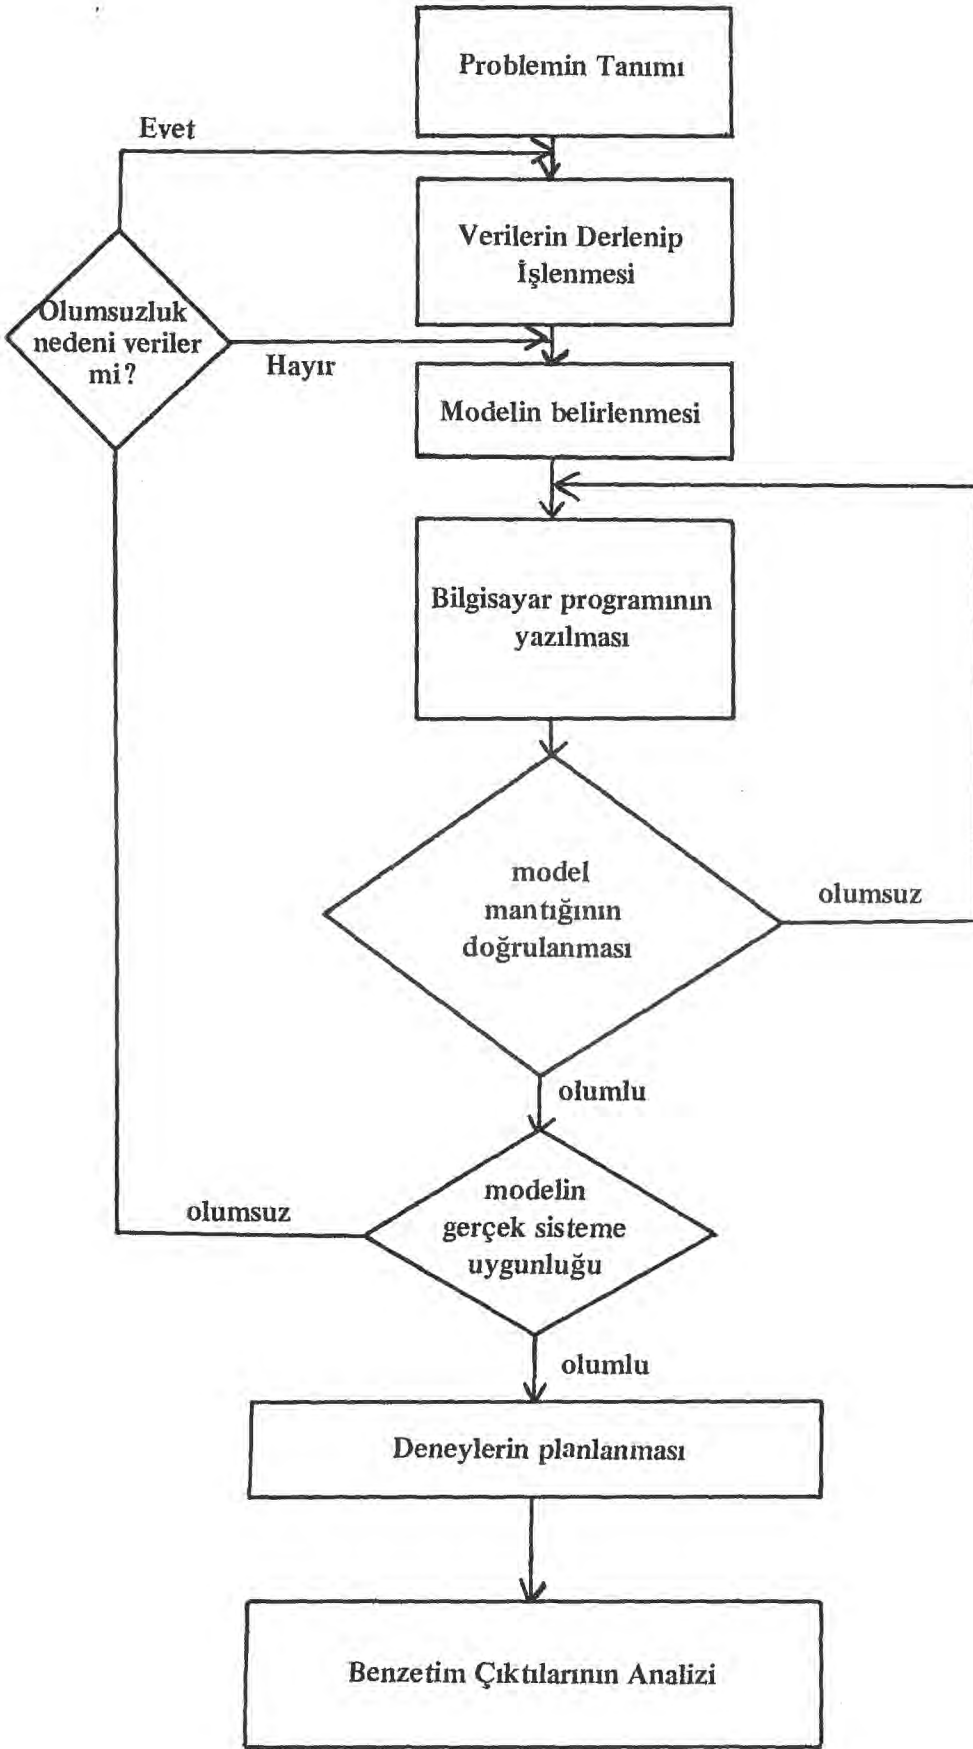 Problemin Tanımı
Evet
Verilerin Derlenip
İşlenmesi
Olumsuzluk
nedeni veriler
mi?
Hayır
Modelin belirlenmesi
Bilgisayar programının
yazılması
model
mantığının
doğrulanması
olumsuz
olumlu
modelin
gerçek sisteme
uygunluğu
olumsuz
olumlu
Deneylerin planlanması
Benzetim Çıktılarının Analizi